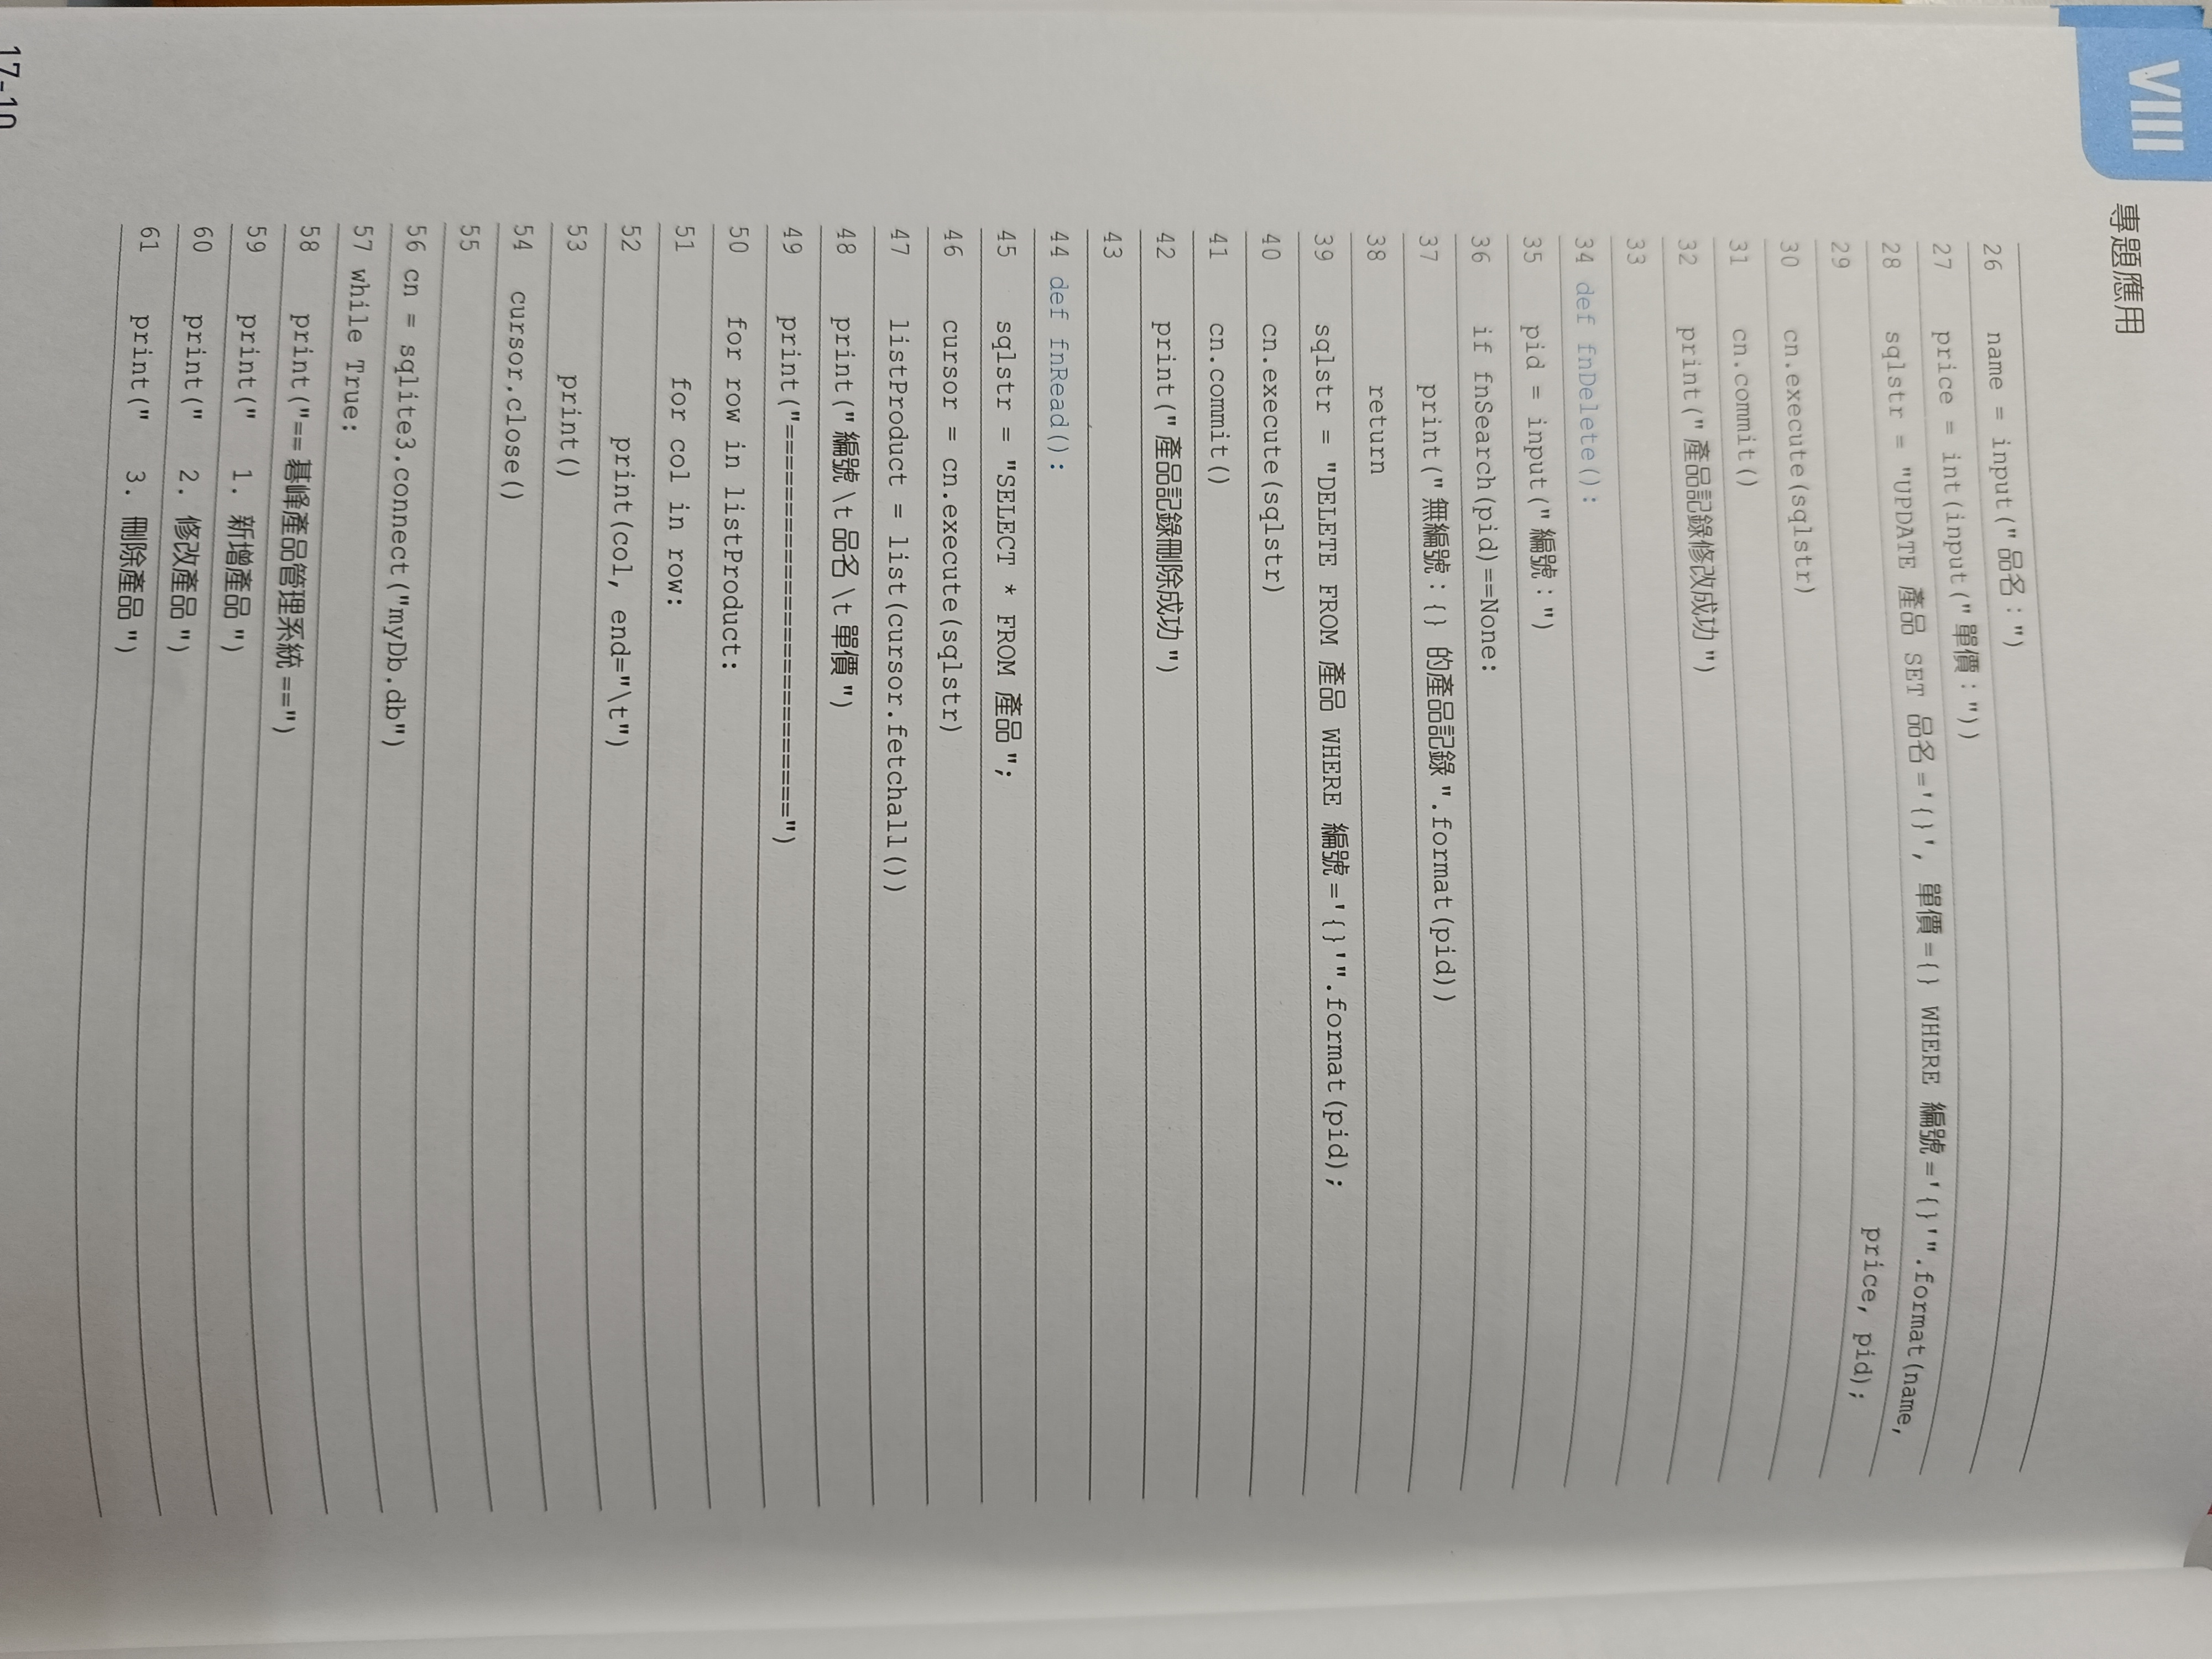 VIII
專題應用
26 name = input("品名：")
27 price = int(input("單價："))
28 sqlstr = "UPDATE 產品 SET 品名='{}', 單價={} WHERE 編號='{}'".format(name,
29 price, pid);
30 cn.execute(sqlstr)
31 cn.commit()
32 print("產品記錄修改成功")
33
34 def fnDelete():
35 pid = input("編號：")
36 if fnSearch(pid)==None:
37 print("無編號：{} 的產品記錄".format(pid))
38 return
39 sqlstr = "DELETE FROM 產品 WHERE 編號='{}'".format(pid);
40 cn.execute(sqlstr)
41 cn.commit()
42 print("產品記錄刪除成功")
43
44 def fnRead():
45 sqlstr = "SELECT * FROM 產品";
46 cursor = cn.execute(sqlstr)
47 listProduct = list(cursor.fetchall())
48 print("編號\t品名\t單價")
49 print("=========================")
50 for row in listProduct:
51 for col in row:
52 print(col, end="\t")
53 print()
54 cursor.close()
55
56 cn = sqlite3.connect("myDb.db")
57 while True:
58 print("==碁峰產品管理系統==")
59 print("   1. 新增產品")
60 print("   2. 修改產品")
61 print("   3. 刪除產品")
17-10